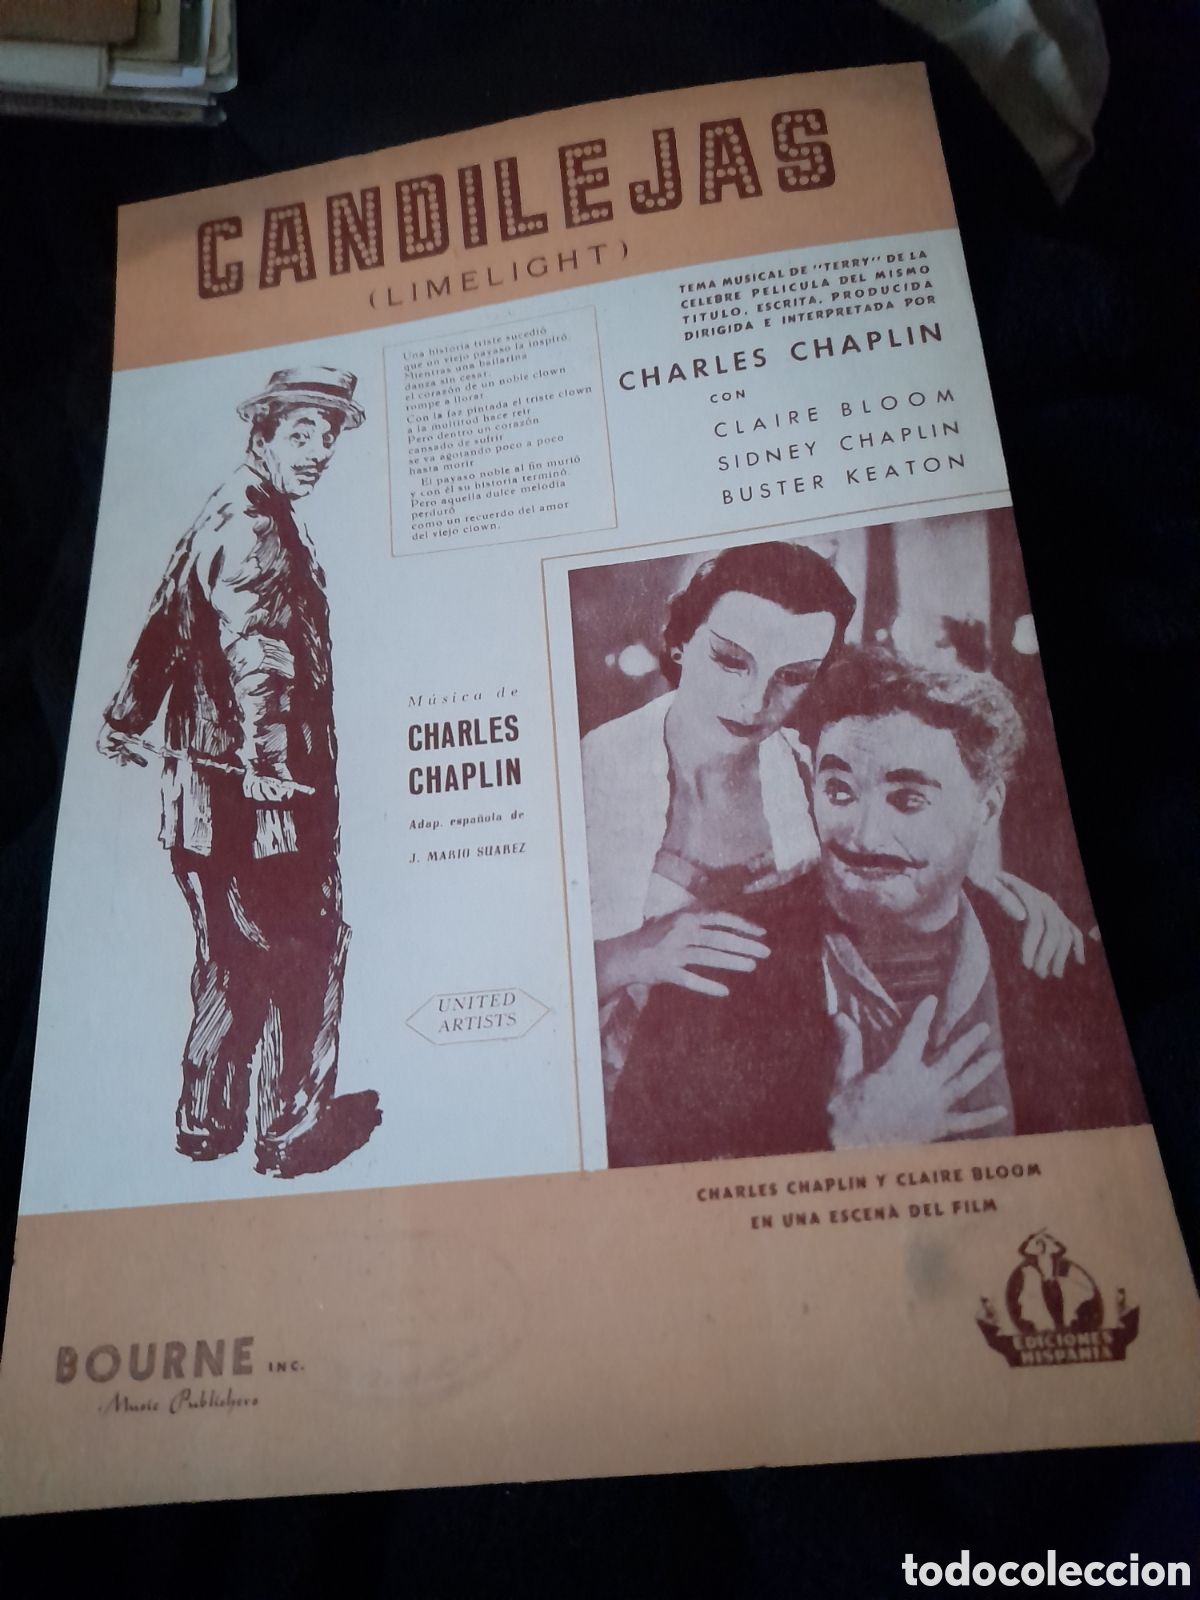 CANDILEJAS
(LIMELIGHT)
TEMA MUSICAL DE "TERRY" DE LA
CELEBRE PELICULA DEL MISMO
TITULO, ESCRITA, PRODUCIDA
DIRIGIDA E INTERPRETADA POR
CHARLES CHAPLIN
CON
CLAIRE BLOOM
SIDNEY CHAPLIN
BUSTER KEATON
Una historia triste sucedió
que un viejo payaso la inspiró.
Mientras una bailarina
danza sin cesar,
el corazón de un noble clown
rompe a llorar
Con la faz pintada el triste clown
a la multitud hace reír.
Pero dentro un corazón
cansado de sufrir
se va agotando poco a poco
hasta morir
El payaso noble al fin murió
y con él su historia terminó.
Pero aquella dulce melodía
perduró
como un recuerdo del amor
del viejo clown.
Música de
CHARLES
CHAPLIN
Adap. española de
J. MARIO SUAREZ
UNITED
ARTISTS
CHARLES CHAPLIN Y CLAIRE BLOOM
EN UNA ESCENA DEL FILM
BOURNE INC.
Music Publishers
EDICIONES
HISPANIA
todocoleccion